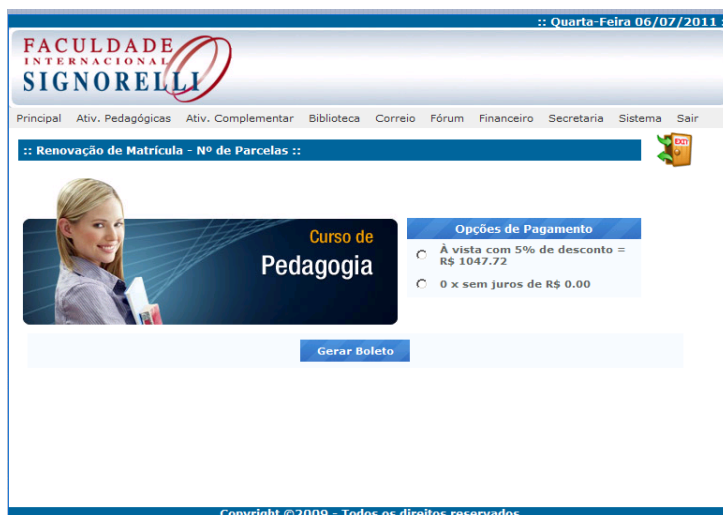 :: Quarta-Feira 06/07/2011 :
FACULDADE
INTERNACIONAL
SIGNORELLI
Principal Ativ. Pedagógicas Ativ. Complementar Biblioteca Correio Fórum Financeiro Secretaria Sistema Sair
:: Renovação de Matrícula - Nº de Parcelas ::
EXIT
Curso de
Pedagogia
Opções de Pagamento
À vista com 5% de desconto =
R$ 1047.72
0 x sem juros de R$ 0.00
Gerar Boleto
Copyright ©2009 - Todos os direitos reservados